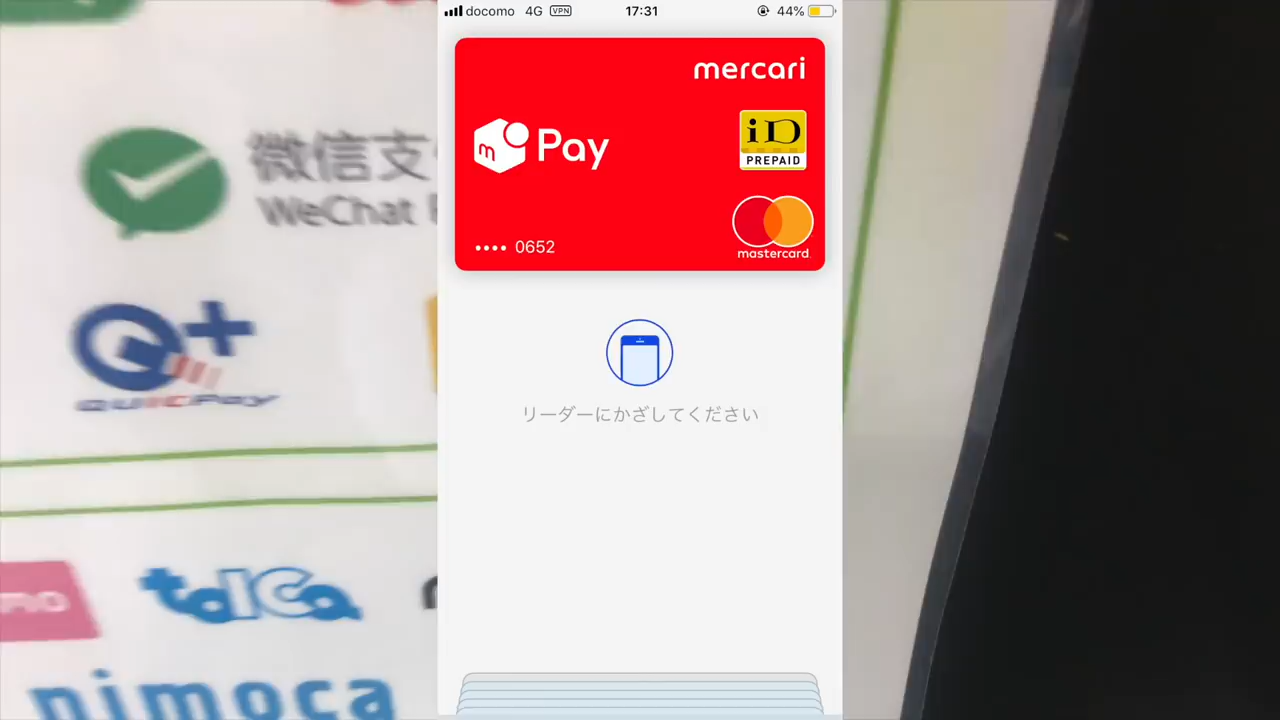 docomo 4G VPN 17:31 44%
mercari
Pay
iD
PREPAID
mastercard.
•••• 0652
リーダーにかざしてください
微信支
WeChat
QUICPay
toica
nimoca